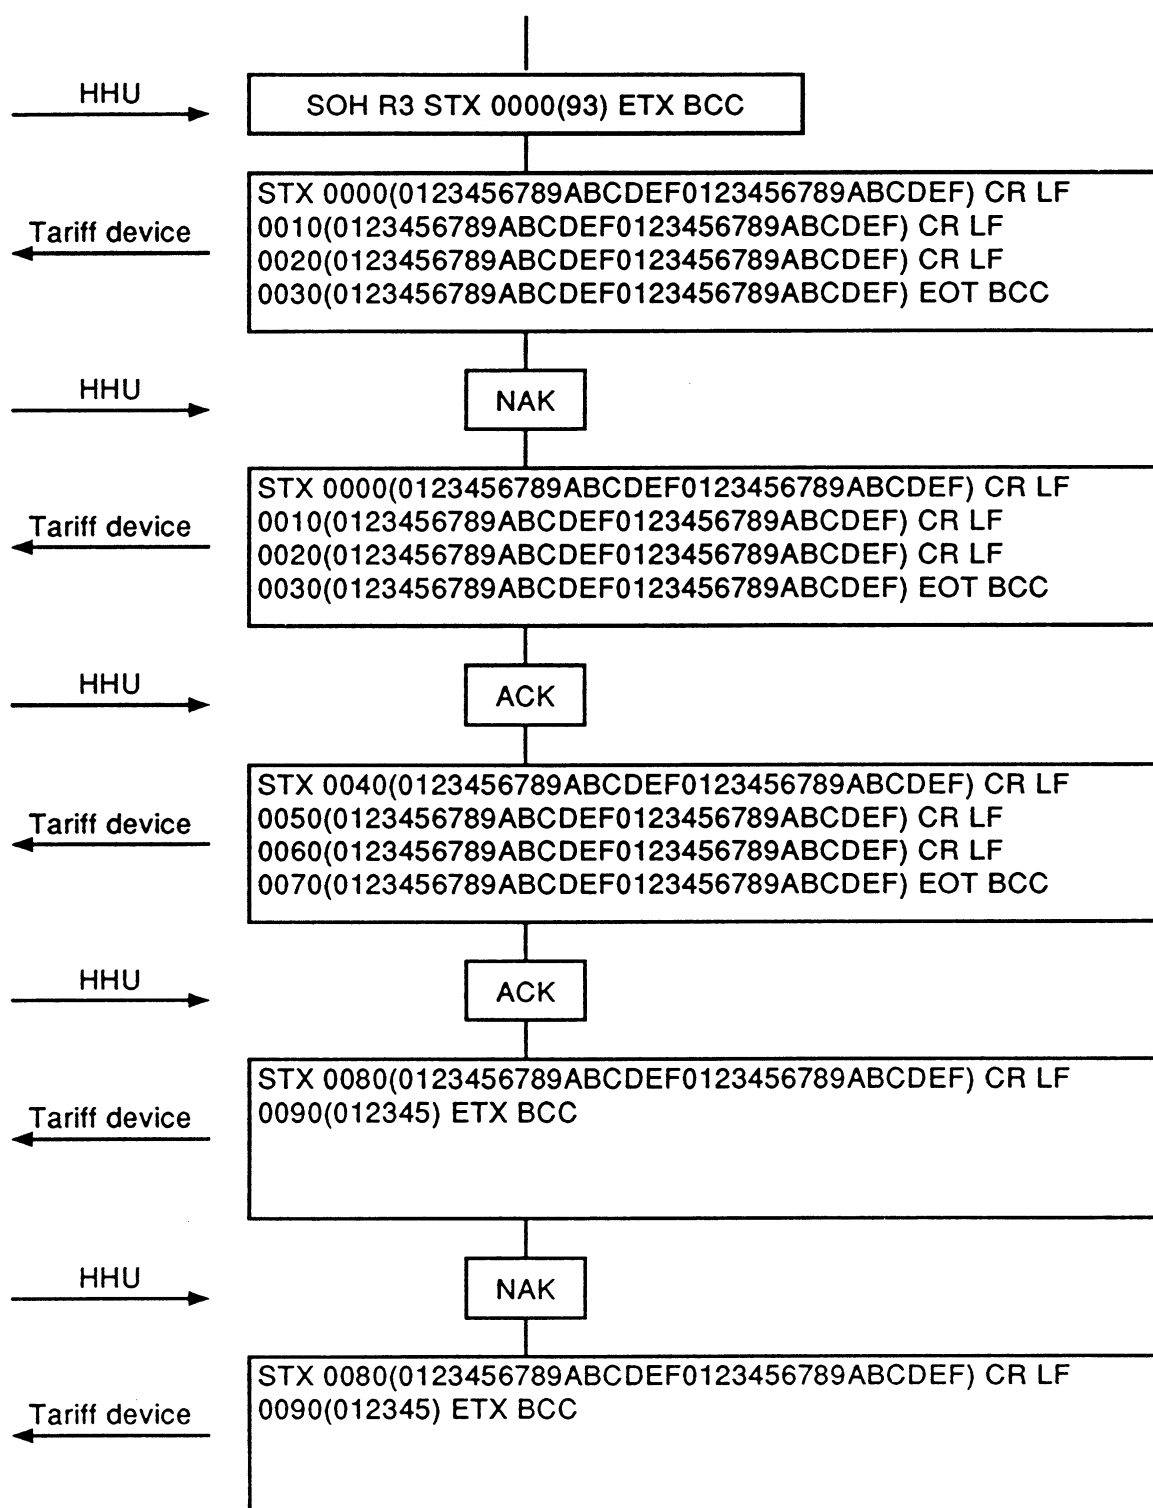 HHU
SOH R3 STX 0000(93) ETX BCC
Tariff device
STX 0000(0123456789ABCDEF0123456789ABCDEF) CR LF
0010(0123456789ABCDEF0123456789ABCDEF) CR LF
0020(0123456789ABCDEF0123456789ABCDEF) CR LF
0030(0123456789ABCDEF0123456789ABCDEF) EOT BCC
HHU
NAK
Tariff device
STX 0000(0123456789ABCDEF0123456789ABCDEF) CR LF
0010(0123456789ABCDEF0123456789ABCDEF) CR LF
0020(0123456789ABCDEF0123456789ABCDEF) CR LF
0030(0123456789ABCDEF0123456789ABCDEF) EOT BCC
HHU
ACK
Tariff device
STX 0040(0123456789ABCDEF0123456789ABCDEF) CR LF
0050(0123456789ABCDEF0123456789ABCDEF) CR LF
0060(0123456789ABCDEF0123456789ABCDEF) CR LF
0070(0123456789ABCDEF0123456789ABCDEF) EOT BCC
HHU
ACK
Tariff device
STX 0080(0123456789ABCDEF0123456789ABCDEF) CR LF
0090(012345) ETX BCC
HHU
NAK
Tariff device
STX 0080(0123456789ABCDEF0123456789ABCDEF) CR LF
0090(012345) ETX BCC